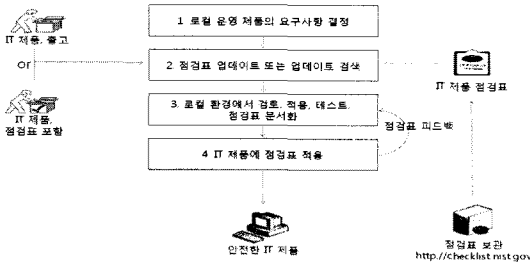 1 로컬 운영 제품의 요구사항 결정
IT 제품, 출고
or
2. 점검표 업데이트 또는 업데이트 검색
IT 제품 점검표
IT 제품,
점검표 포함
3. 로컬 환경에서 검토, 적용, 테스트,
점검표 문서화
점검표 피드백
4 IT 제품에 점검표 적용
안전한 IT 제품
점검표 보관
http://checklist.nist.gov